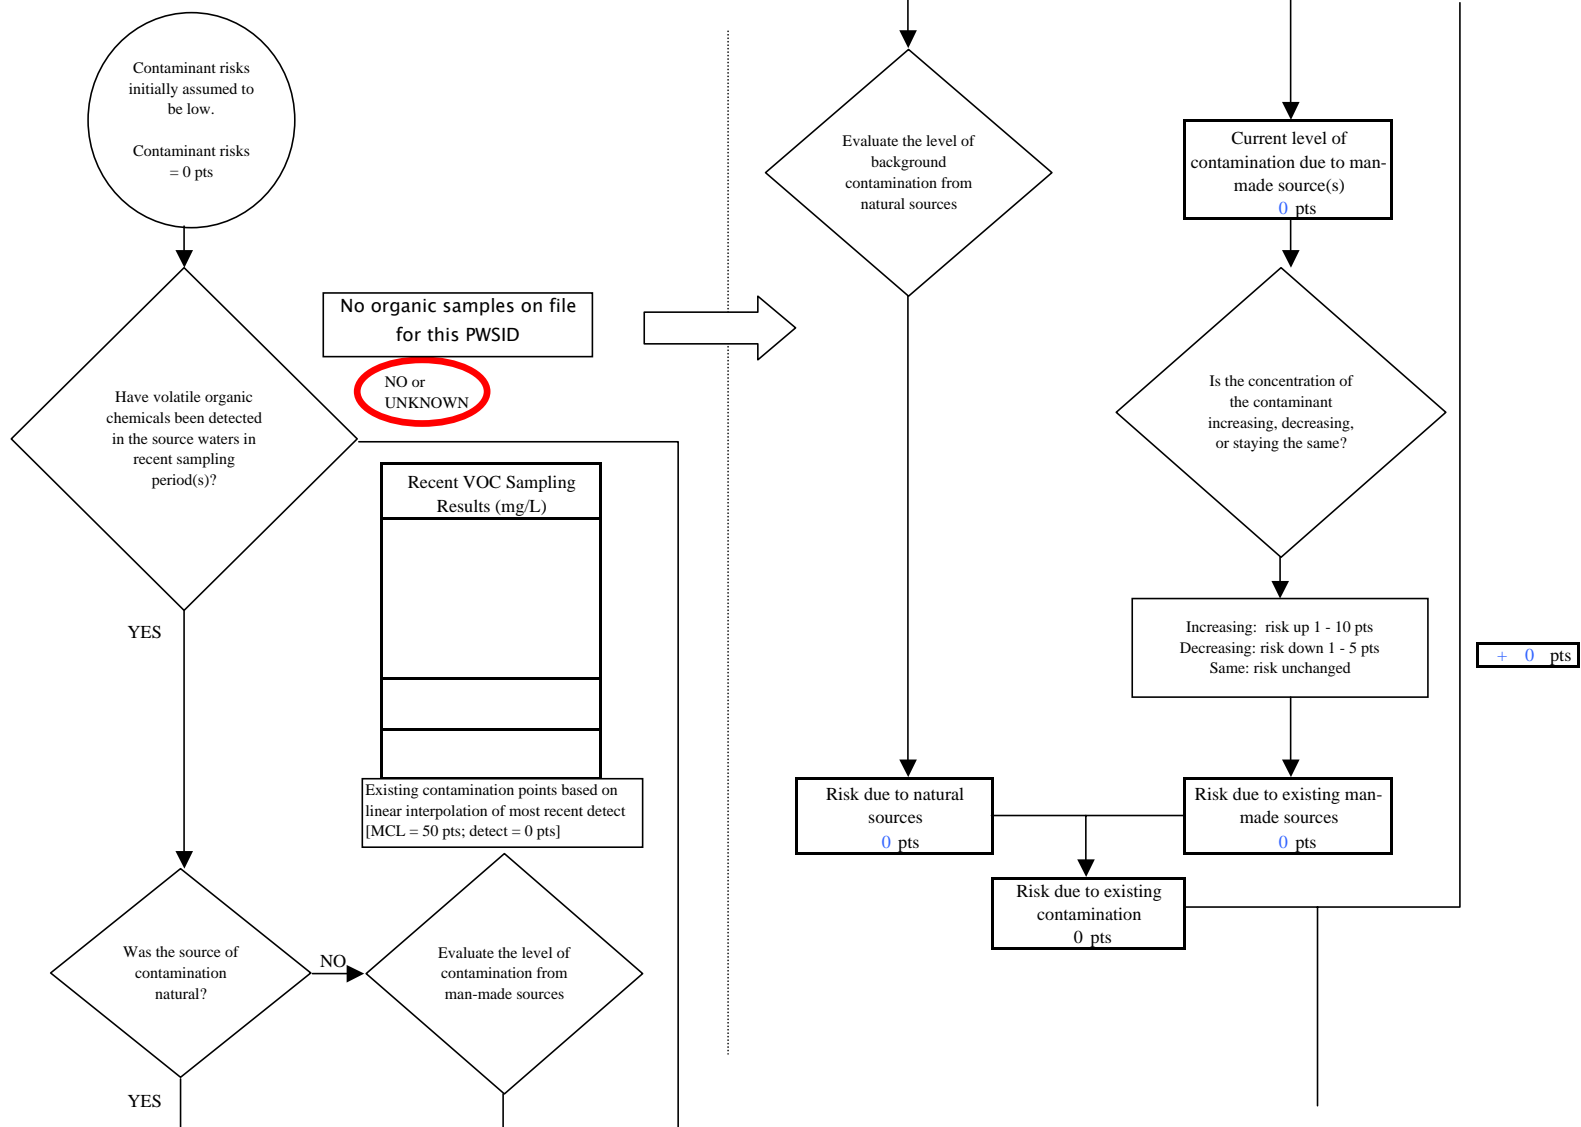 Contaminant risks
initially assumed to
be low.
Contaminant risks
= 0 pts
No organic samples on file
for this PWSID
NO or
UNKNOWN
Have volatile organic
chemicals been detected
in the source waters in
recent sampling
period(s)?
Recent VOC Sampling
Results (mg/L)
YES
Existing contamination points based on
linear interpolation of most recent detect
[MCL = 50 pts; detect = 0 pts]
Was the source of
contamination
natural?
NO
Evaluate the level of
contamination from
man-made sources
YES
Evaluate the level of
background
contamination from
natural sources
Current level of
contamination due to man-
made source(s)
0 pts
Is the concentration of
the contaminant
increasing, decreasing,
or staying the same?
Increasing: risk up 1 - 10 pts
Decreasing: risk down 1 - 5 pts
Same: risk unchanged
+ 0 pts
Risk due to natural
sources
0 pts
Risk due to existing man-
made sources
0 pts
Risk due to existing
contamination
0 pts